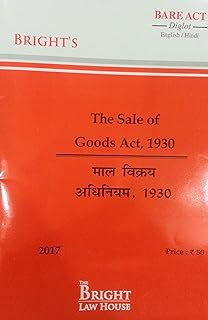 BARE ACT
Diglot
English / Hindi
BRIGHT'S
The Sale of
Goods Act, 1930
माल विक्रय
अधिनियम, 1930
2017
Price : ₹ 50
THE
BRIGHT
LAW HOUSE